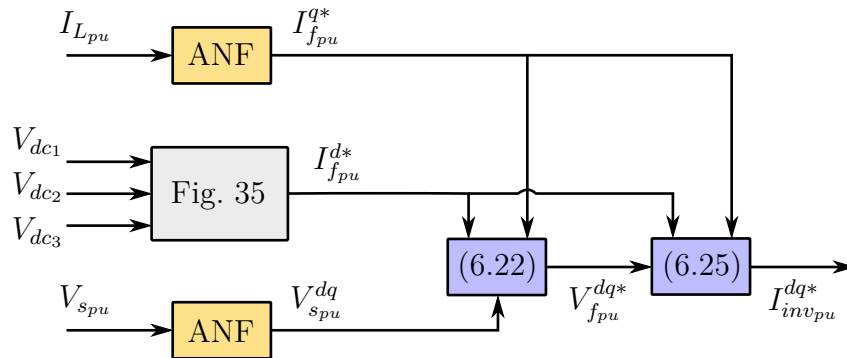 I_{L_{pu}} ANF I_{f_{pu}}^{q*}
V_{dc_1}
V_{dc_2} Fig. 35 I_{f_{pu}}^{d*}
V_{dc_3}
(6.22) (6.25)
V_{s_{pu}} ANF V_{s_{pu}}^{dq} V_{f_{pu}}^{dq*} I_{inv_{pu}}^{dq*}